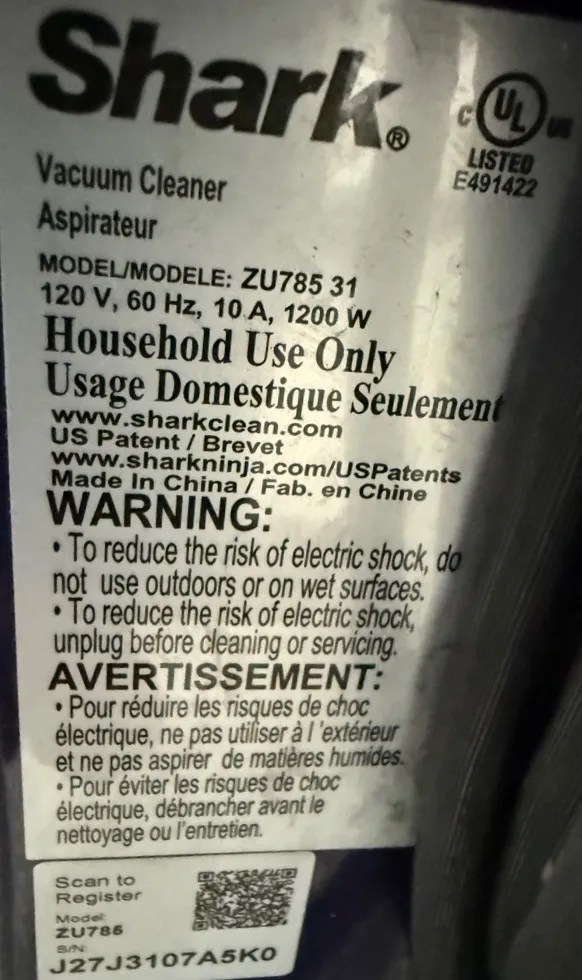 Shark®
C UL US
LISTED
E491422
Vacuum Cleaner
Aspirateur
MODEL/MODELE: ZU785 31
120 V, 60 Hz, 10 A, 1200 W
Household Use Only
Usage Domestique Seulement
www.sharkclean.com
US Patent / Brevet
www.sharkninja.com/USPatents
Made In China / Fab. en Chine
WARNING:
• To reduce the risk of electric shock, do
not use outdoors or on wet surfaces.
• To reduce the risk of electric shock,
unplug before cleaning or servicing.
AVERTISSEMENT:
• Pour réduire les risques de choc
électrique, ne pas utiliser à l 'extérieur
et ne pas aspirer de matières humides.
• Pour éviter les risques de choc
électrique, débrancher avant le
nettoyage ou l'entretien.
Scan to
Register
Model:
ZU785
S/N:
J27J3107A5K0